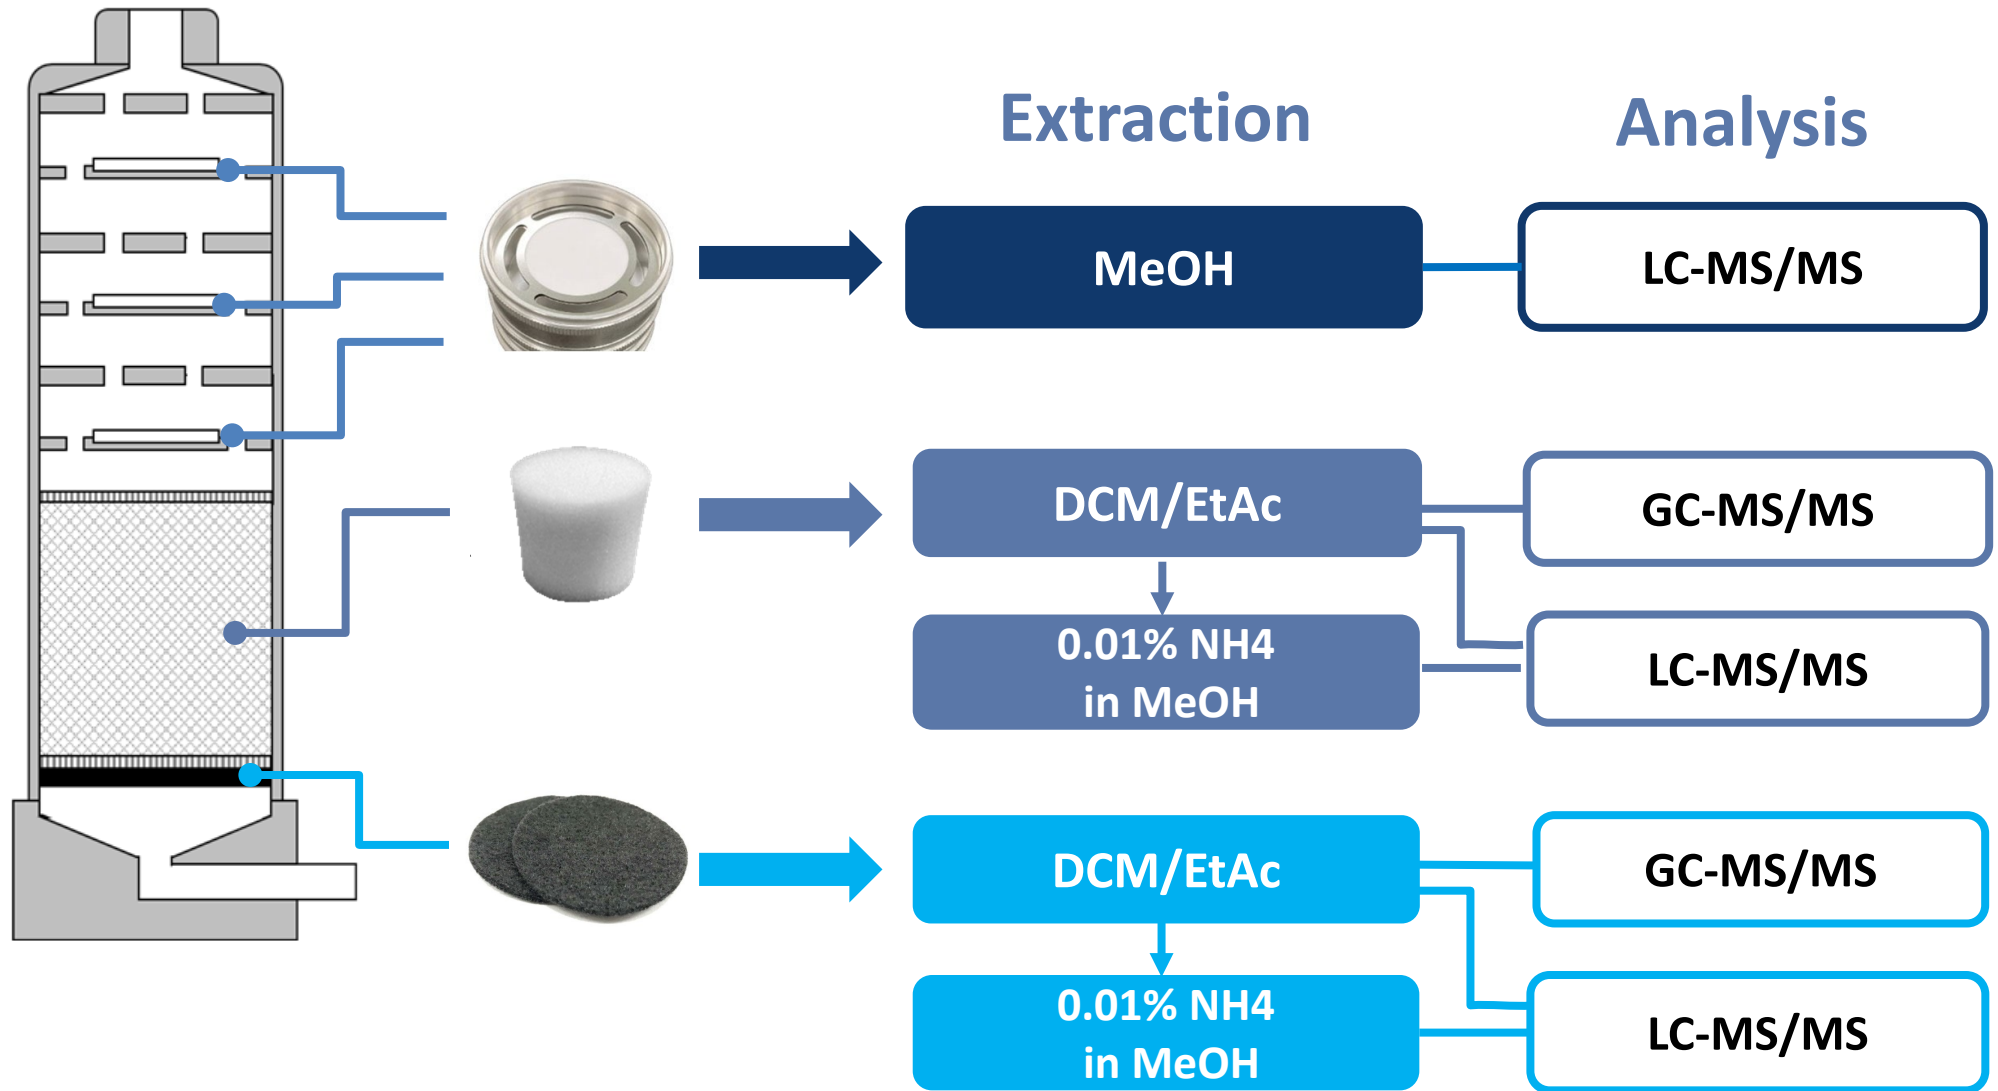 Extraction
Analysis
MeOH
LC-MS/MS
DCM/EtAc
GC-MS/MS
0.01% NH4
in MeOH
LC-MS/MS
DCM/EtAc
GC-MS/MS
0.01% NH4
in MeOH
LC-MS/MS